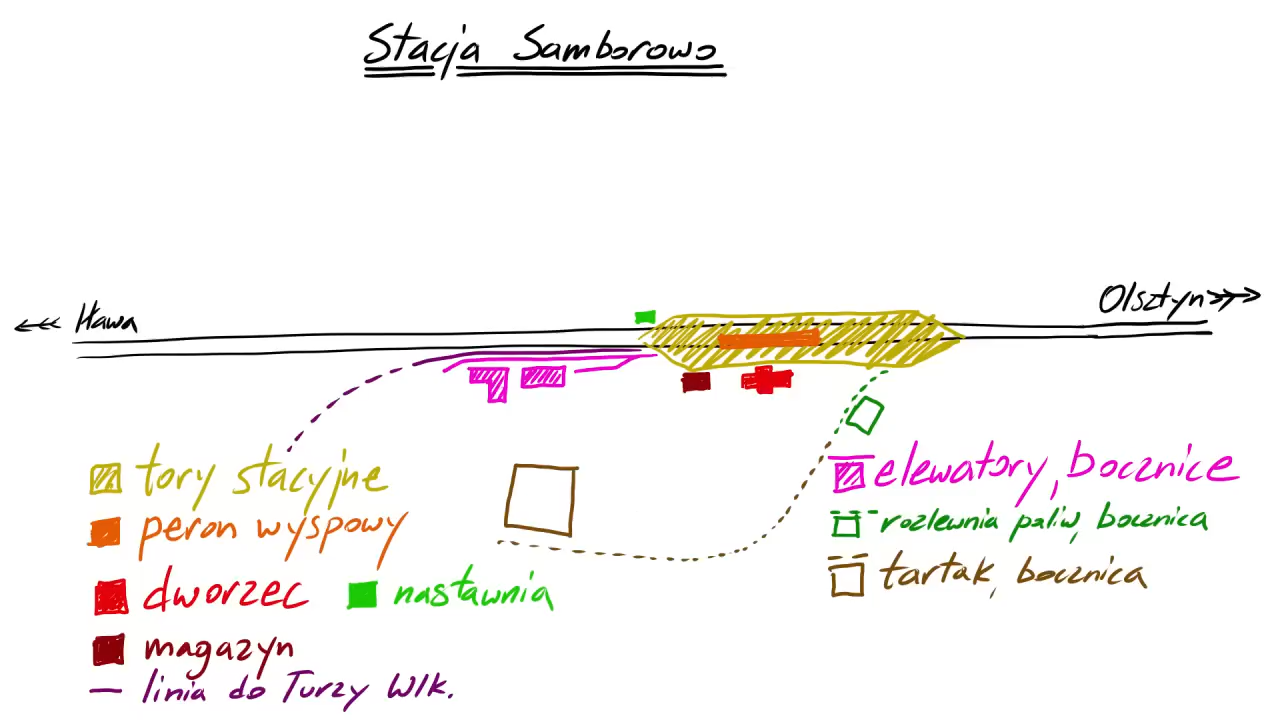 Stacja Samborowo
Olsztyn
Iława
tory stacyjne
peron wyspowy
dworzec
nastawnia
magazyn
linia do Turzy Wlk.
elewatory, bocznice
rozlewnia paliw, bocznica
tartak, bocznica